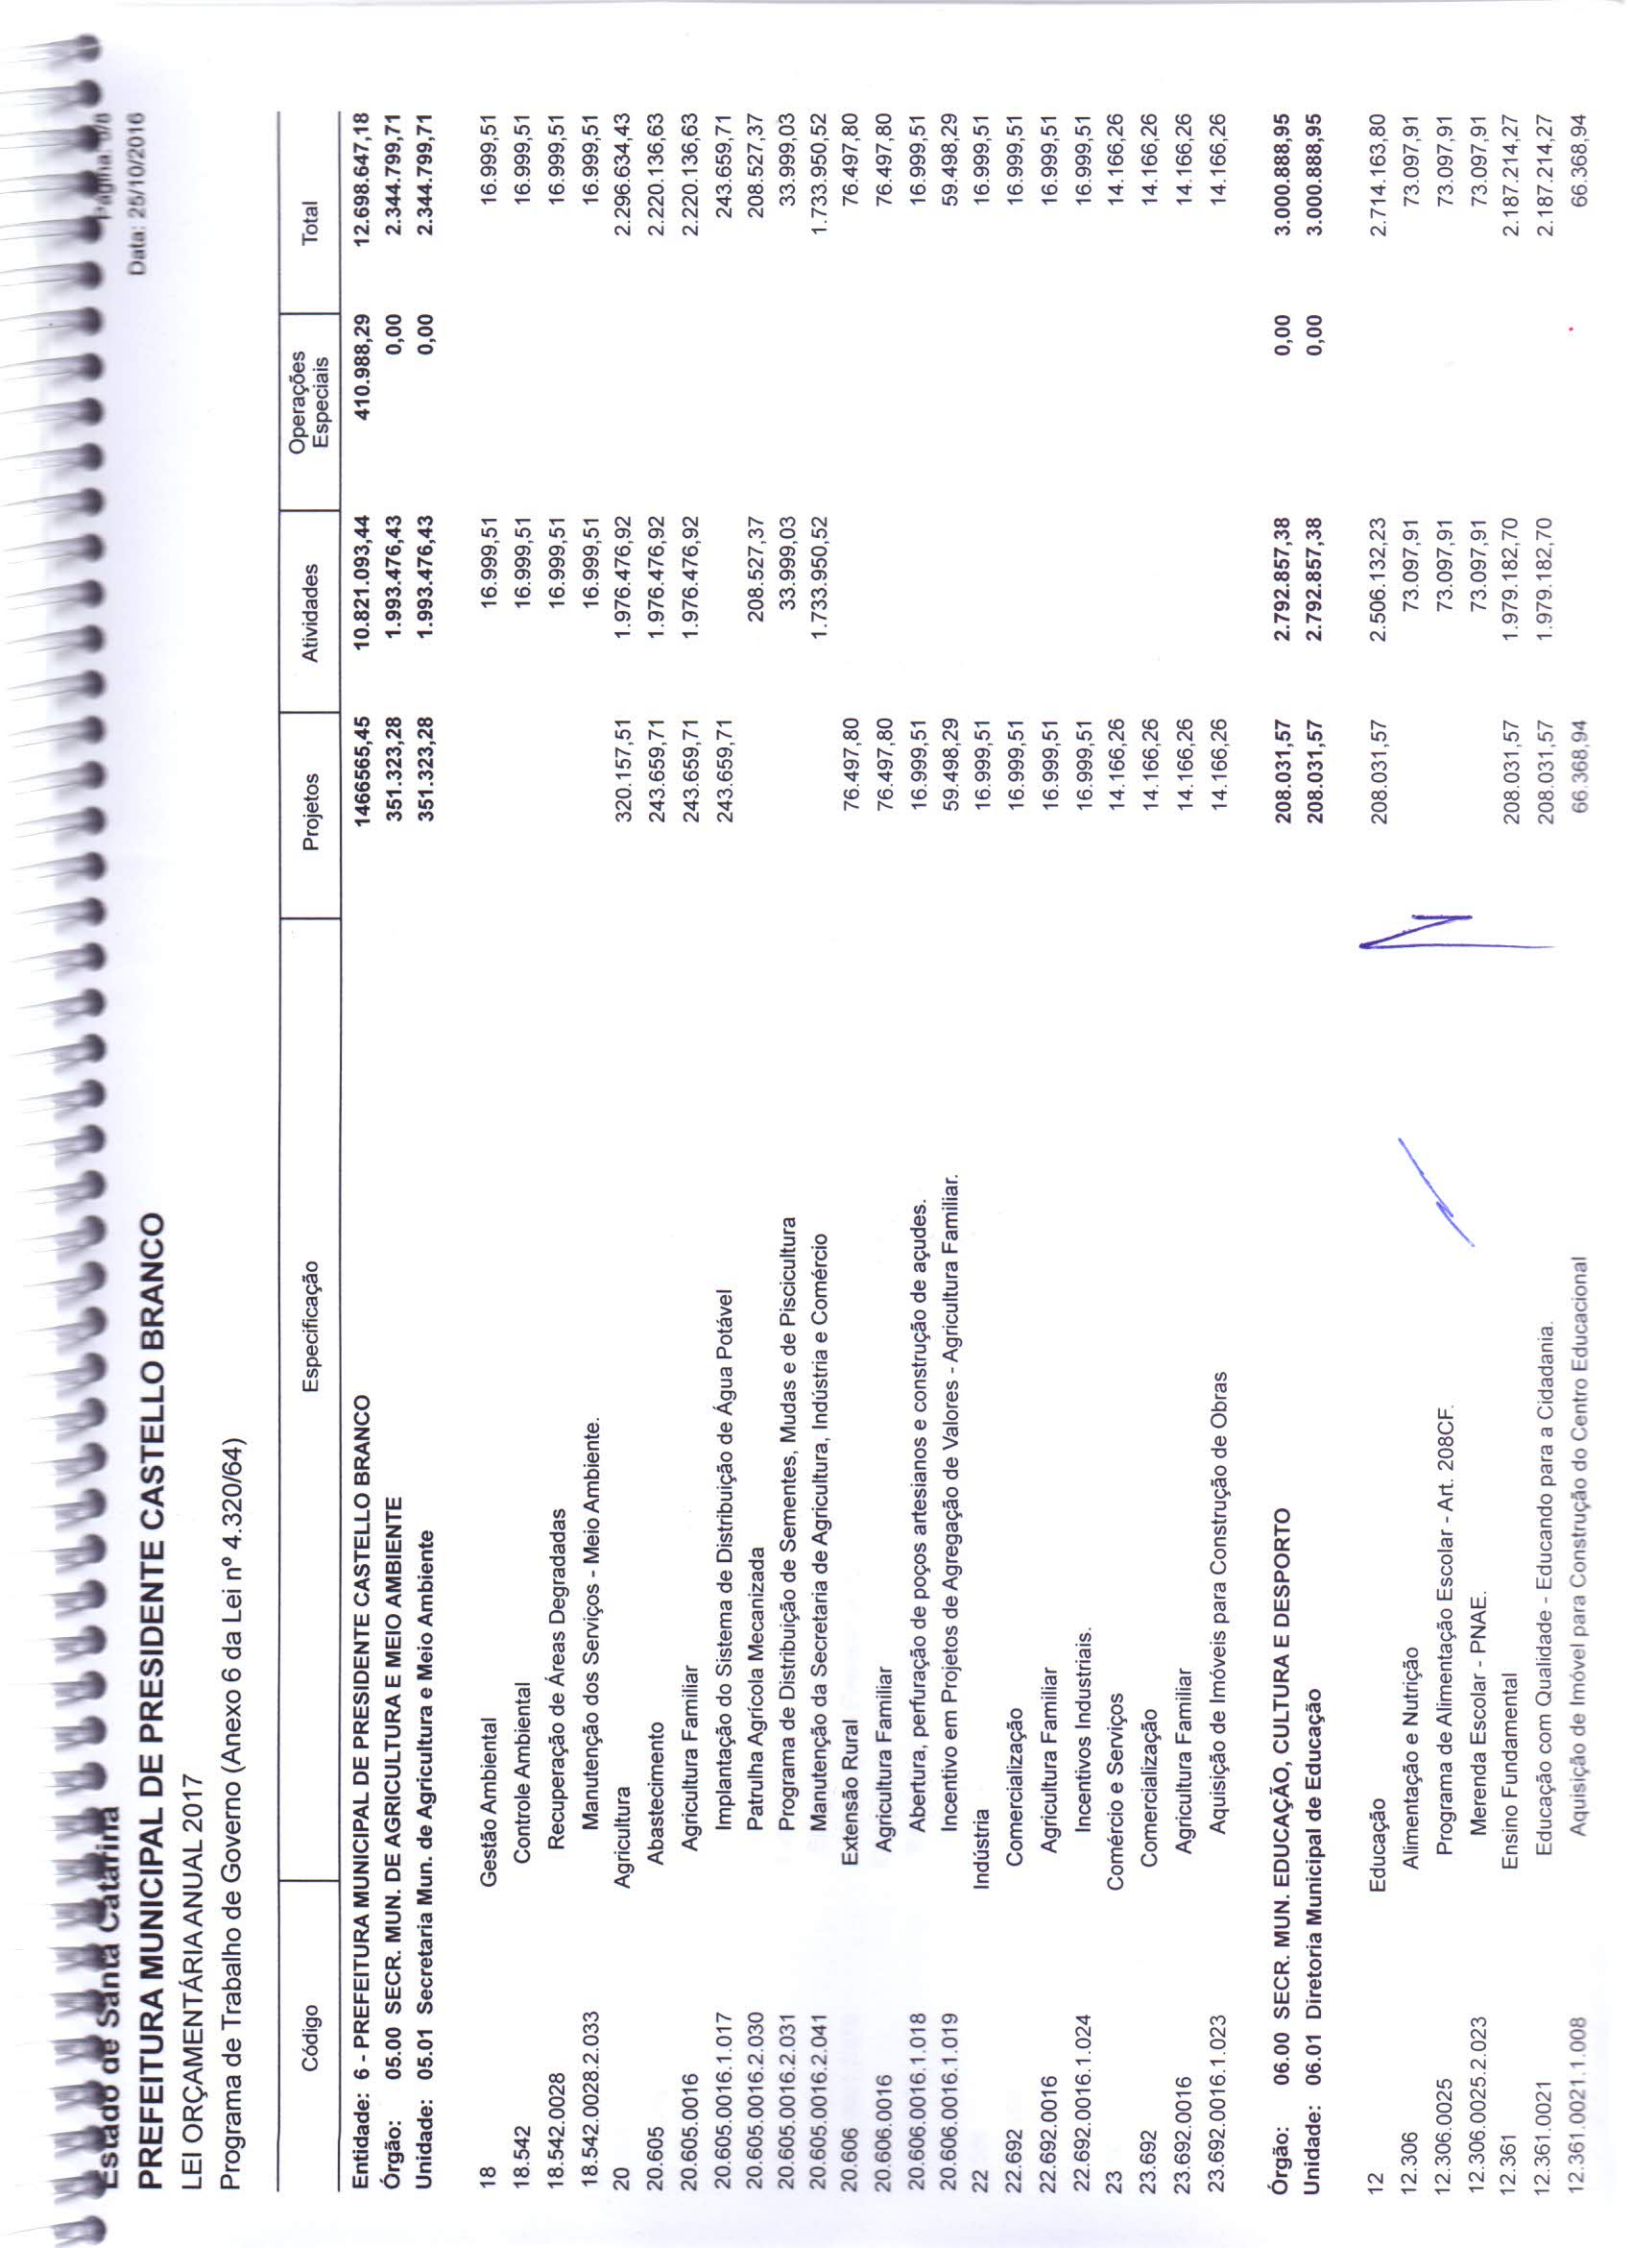 Estado de Santa Catarina
Página: 5/8
PREFEITURA MUNICIPAL DE PRESIDENTE CASTELLO BRANCO Data: 25/10/2016
LEI ORÇAMENTÁRIA ANUAL 2017
Programa de Trabalho de Governo (Anexo 6 da Lei nº 4.320/64)
Código Especificação Projetos Atividades Operações Especiais Total
Entidade: 6 - PREFEITURA MUNICIPAL DE PRESIDENTE CASTELLO BRANCO 1466565,45 10.821.093,44 410.988,29 12.698.647,18
Órgão: 05.00 SECR. MUN. DE AGRICULTURA E MEIO AMBIENTE 351.323,28 1.993.476,43 0,00 2.344.799,71
Unidade: 05.01 Secretaria Mun. de Agricultura e Meio Ambiente 351.323,28 1.993.476,43 0,00 2.344.799,71
18 Gestão Ambiental 16.999,51 16.999,51
18.542 Controle Ambiental 16.999,51 16.999,51
18.542.0028 Recuperação de Áreas Degradadas 16.999,51 16.999,51
18.542.0028.2.033 Manutenção dos Serviços - Meio Ambiente. 16.999,51 16.999,51
20 Agricultura 320.157,51 1.976.476,92 2.296.634,43
20.605 Abastecimento 243.659,71 1.976.476,92 2.220.136,63
20.605.0016 Agricultura Familiar 243.659,71 1.976.476,92 2.220.136,63
20.605.0016.1.017 Implantação do Sistema de Distribuição de Água Potável 243.659,71 243.659,71
20.605.0016.2.030 Patrulha Agrícola Mecanizada 208.527,37 208.527,37
20.605.0016.2.031 Programa de Distribuição de Sementes, Mudas e de Piscicultura 33.999,03 33.999,03
20.605.0016.2.041 Manutenção da Secretaria de Agricultura, Indústria e Comércio 1.733.950,52 1.733.950,52
20.606 Extensão Rural 76.497,80 76.497,80
20.606.0016 Agricultura Familiar 76.497,80 76.497,80
20.606.0016.1.018 Abertura, perfuração de poços artesianos e construção de açudes. 16.999,51 16.999,51
20.606.0016.1.019 Incentivo em Projetos de Agregação de Valores - Agricultura Familiar. 59.498,29 59.498,29
22 Indústria 16.999,51 16.999,51
22.692 Comercialização 16.999,51 16.999,51
22.692.0016 Agricultura Familiar 16.999,51 16.999,51
22.692.0016.1.024 Incentivos Industriais. 16.999,51 16.999,51
23 Comércio e Serviços 14.166,26 14.166,26
23.692 Comercialização 14.166,26 14.166,26
23.692.0016 Agricultura Familiar 14.166,26 14.166,26
23.692.0016.1.023 Aquisição de Imóveis para Construção de Obras 14.166,26 14.166,26
Órgão: 06.00 SECR. MUN. EDUCAÇÃO, CULTURA E DESPORTO 208.031,57 2.792.857,38 0,00 3.000.888,95
Unidade: 06.01 Diretoria Municipal de Educação 208.031,57 2.792.857,38 0,00 3.000.888,95
12 Educação 208.031,57 2.506.132,23 2.714.163,80
12.306 Alimentação e Nutrição 73.097,91 73.097,91
12.306.0025 Programa de Alimentação Escolar - Art. 208CF. 73.097,91 73.097,91
12.306.0025.2.023 Merenda Escolar - PNAE. 73.097,91 73.097,91
12.361 Ensino Fundamental 208.031,57 1.979.182,70 2.187.214,27
12.361.0021 Educação com Qualidade - Educando para a Cidadania. 208.031,57 1.979.182,70 2.187.214,27
12.361.0021.1.008 Aquisição de Imóvel para Construção do Centro Educacional 66.368,94 66.368,94